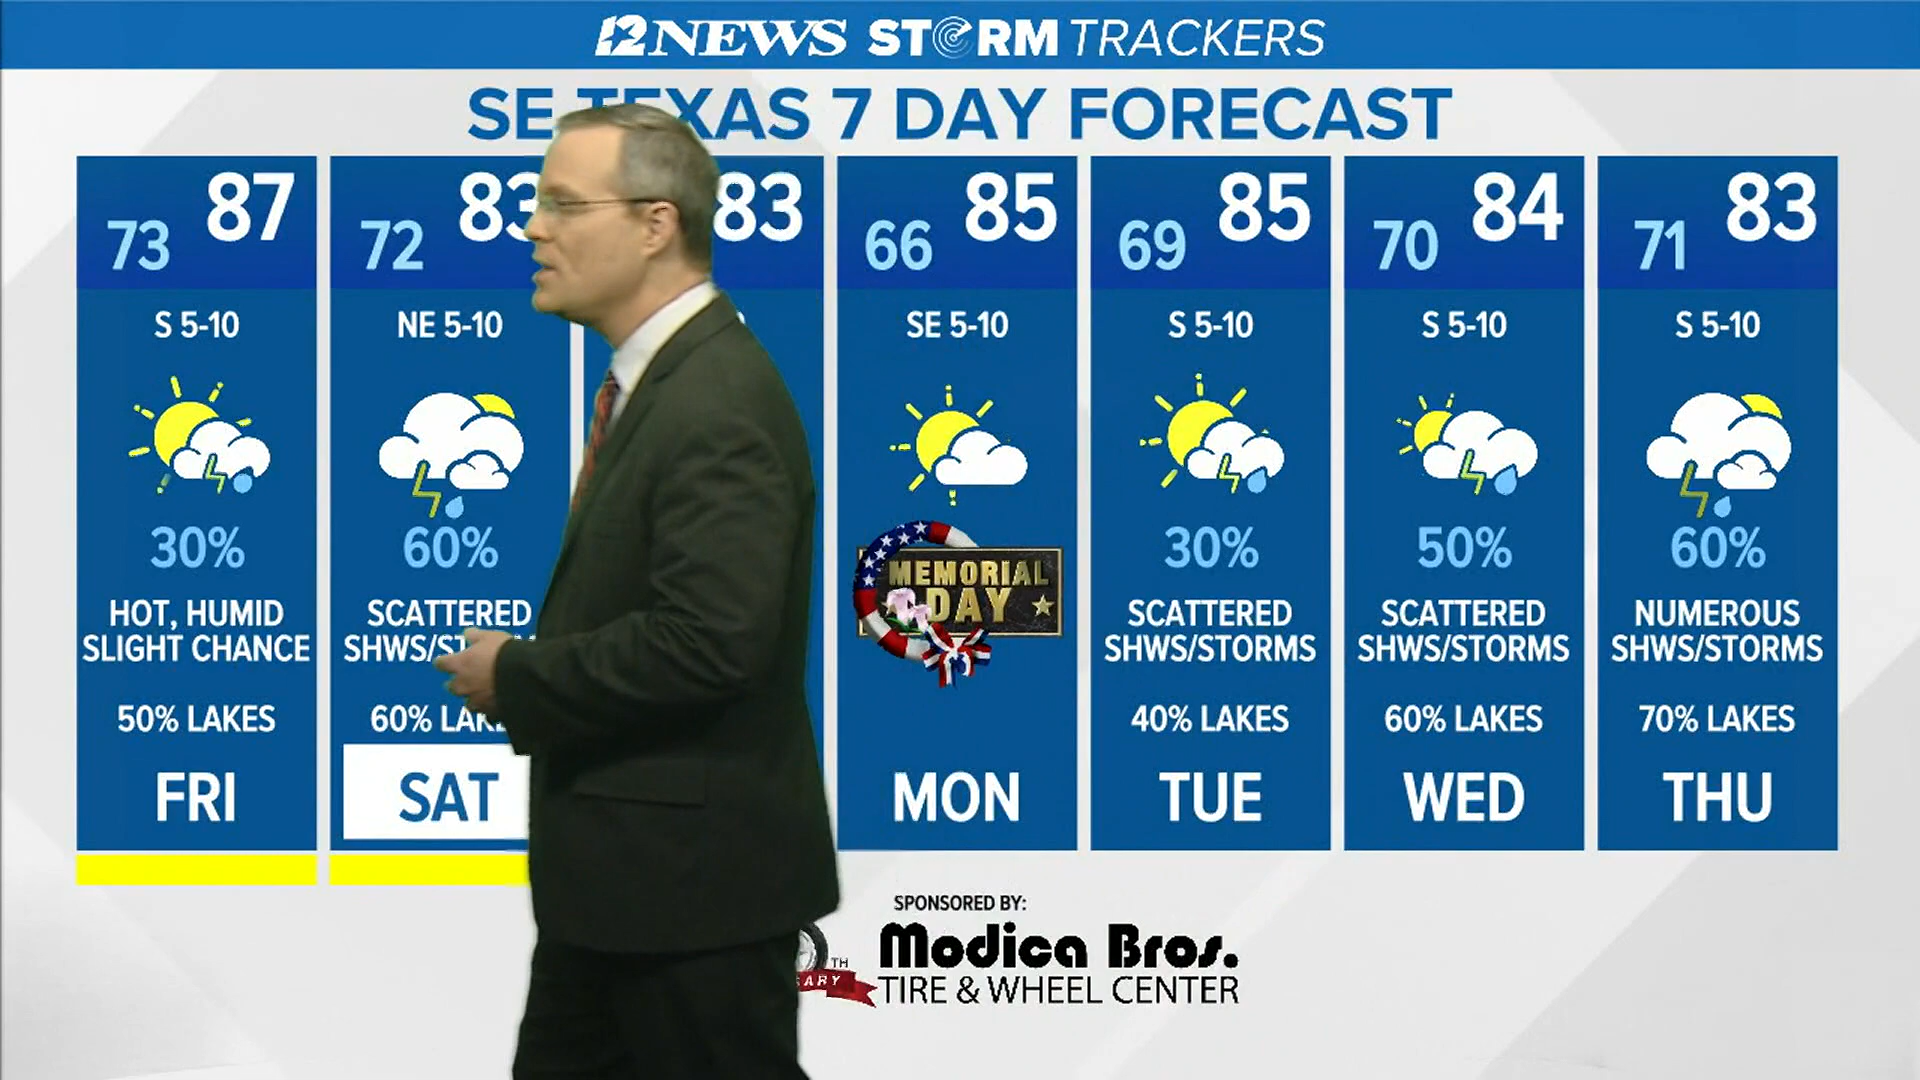 12NEWS STORM TRACKERS
SE TEXAS 7 DAY FORECAST
73 87
72 83
83
66 85
69 85
70 84
71 83
S 5-10
NE 5-10
SE 5-10
S 5-10
S 5-10
S 5-10
30%
60%
30%
50%
60%
MEMORIAL
DAY
HOT, HUMID
SLIGHT CHANCE
SCATTERED
SCATTERED
SHWS/STORMS
SCATTERED
SHWS/STORMS
NUMEROUS
SHWS/STORMS
50% LAKES
60%
40% LAKES
60% LAKES
70% LAKES
FRI
SAT
MON
TUE
WED
THU
SPONSORED BY:
Modica Bros.
TIRE & WHEEL CENTER